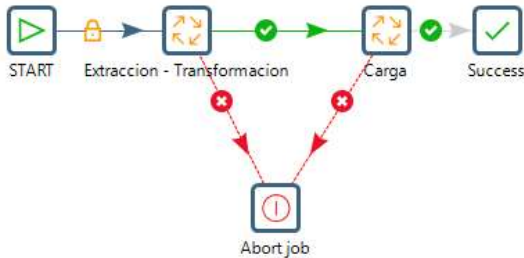 START
Extraccion - Transformacion
Carga
Success
Abort job